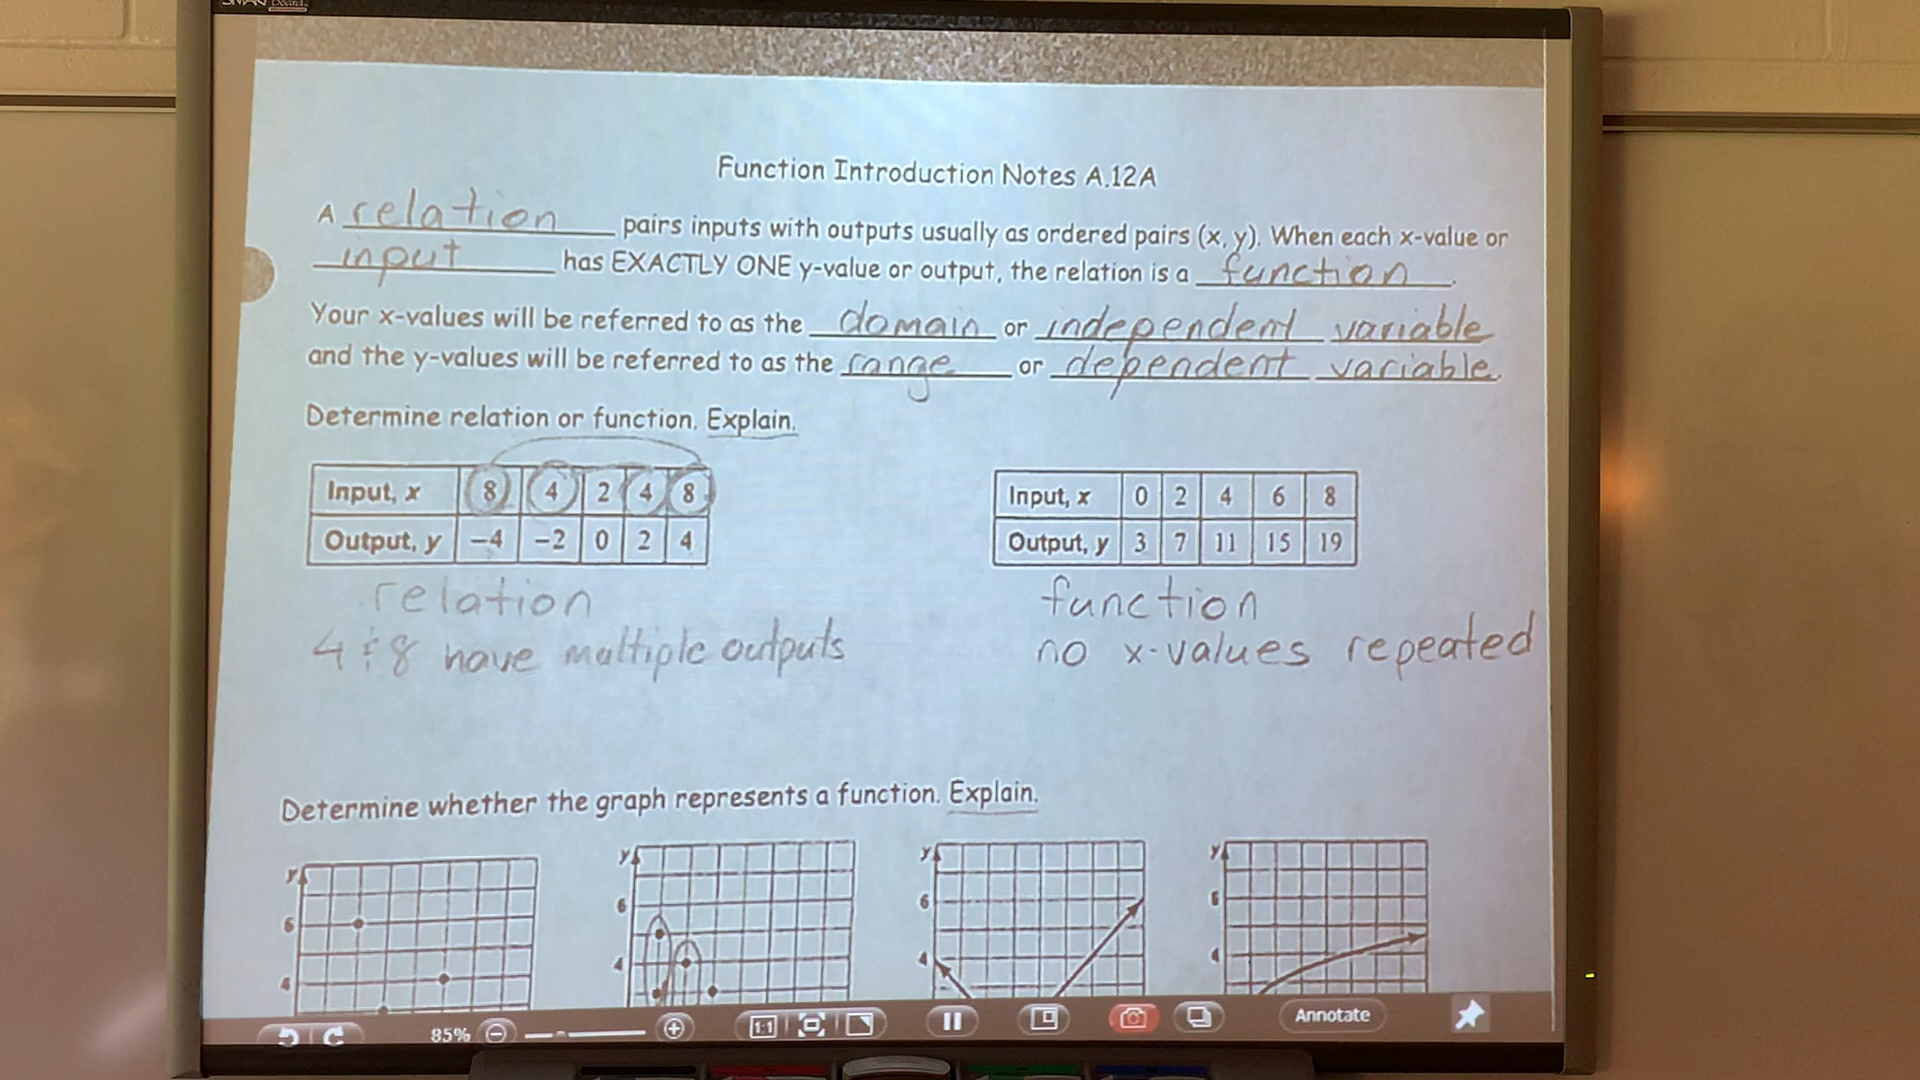 SMART Board
Function Introduction Notes A.12A
A relation pairs inputs with outputs usually as ordered pairs (x, y). When each x-value or
input has EXACTLY ONE y-value or output, the relation is a function.
Your x-values will be referred to as the domain or independent variable
and the y-values will be referred to as the range or dependent variable.
Determine relation or function. Explain.
Input, x 8 4 2 4 8
Output, y -4 -2 0 2 4
Input, x 0 2 4 6 8
Output, y 3 7 11 15 19
relation
4 & 8 have multiple outputs
function
no x-values repeated
Determine whether the graph represents a function. Explain.
y
6
4
y
6
4
y
6
4
y
6
4
85%
1:1
Annotate